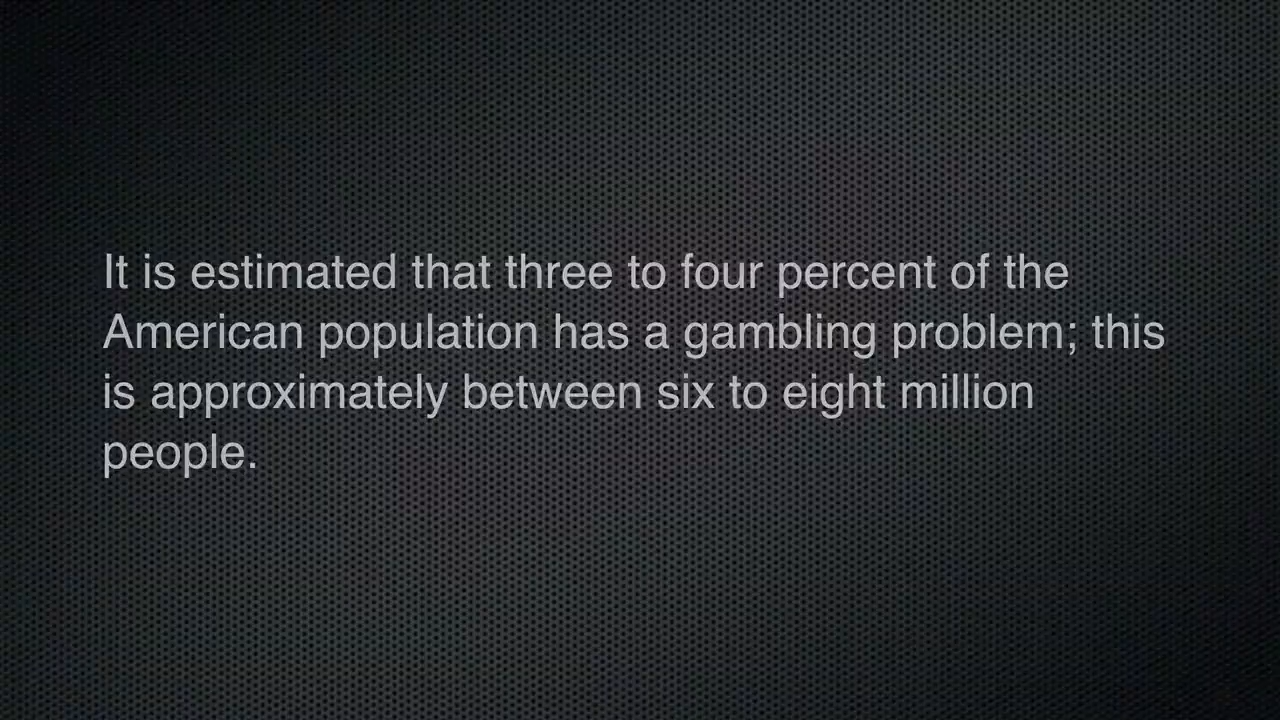 It is estimated that three to four percent of the
American population has a gambling problem; this
is approximately between six to eight million
people.